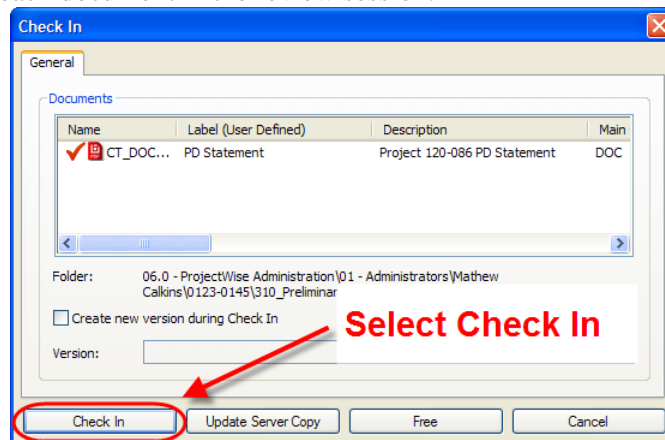 Check In
General
Documents
Name Label (User Defined) Description Main
CT_DOC... PD Statement Project 120-086 PD Statement DOC
Folder: 06.0 - ProjectWise Administration\01 - Administrators\Mathew
Calkins\0123-0145\310_Preliminar
Create new version during Check In
Select Check In
Version:
Check In Update Server Copy Free Cancel